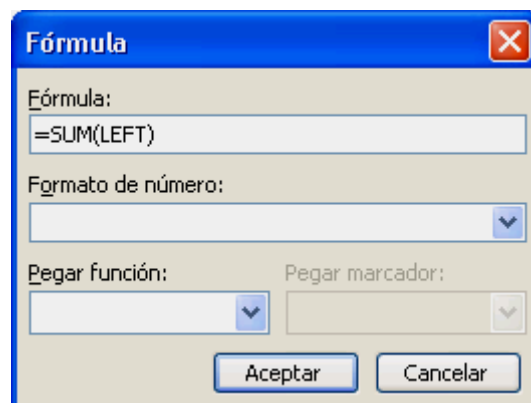 Fórmula
Fórmula:
=SUM(LEFT)
Formato de número:
Pegar función: Pegar marcador:
Aceptar Cancelar